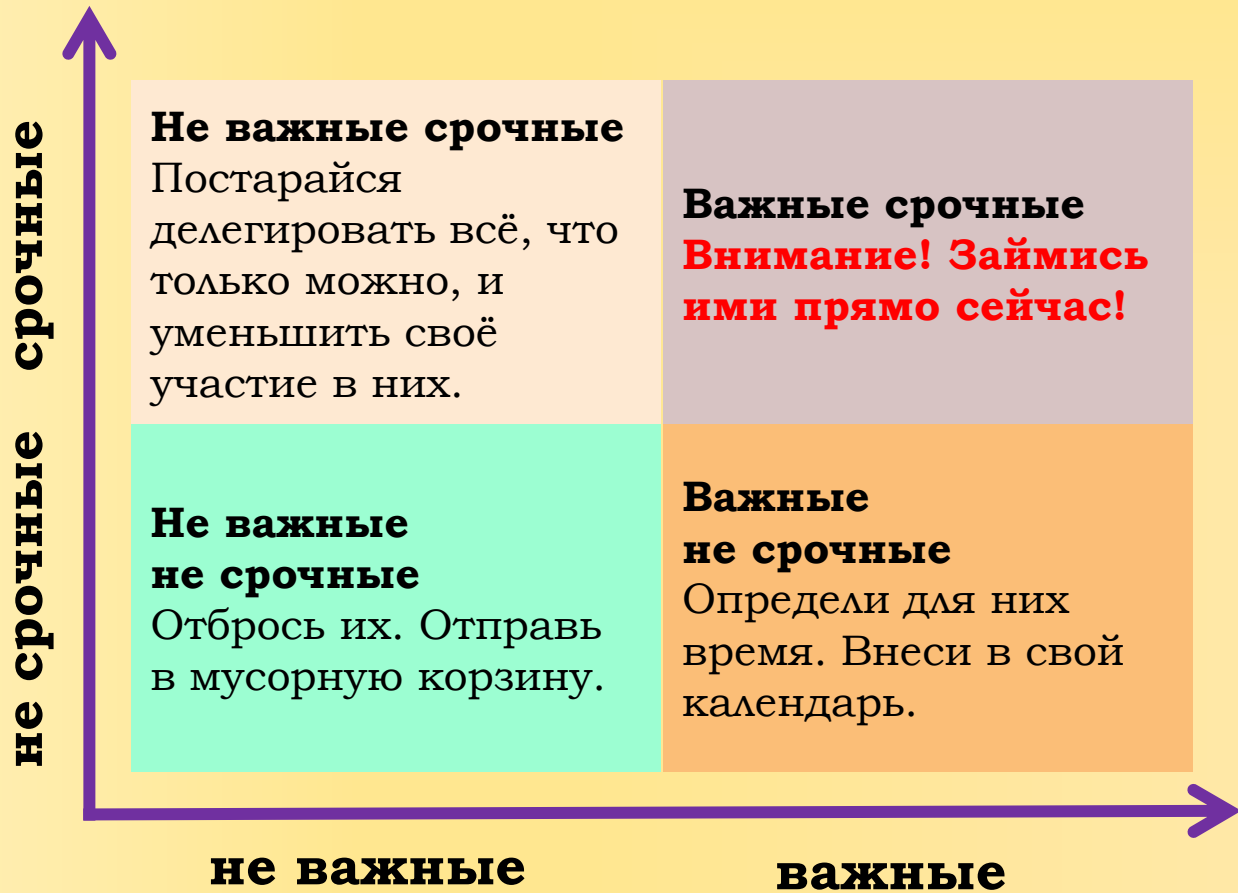 срочные
не срочные
Не важные срочные
Постарайся
делегировать всё, что
только можно, и
уменьшить своё
участие в них.
Важные срочные
Внимание! Займись
ими прямо сейчас!
Не важные
не срочные
Отбрось их. Отправь
в мусорную корзину.
Важные
не срочные
Определи для них
время. Внеси в свой
календарь.
не важные
важные